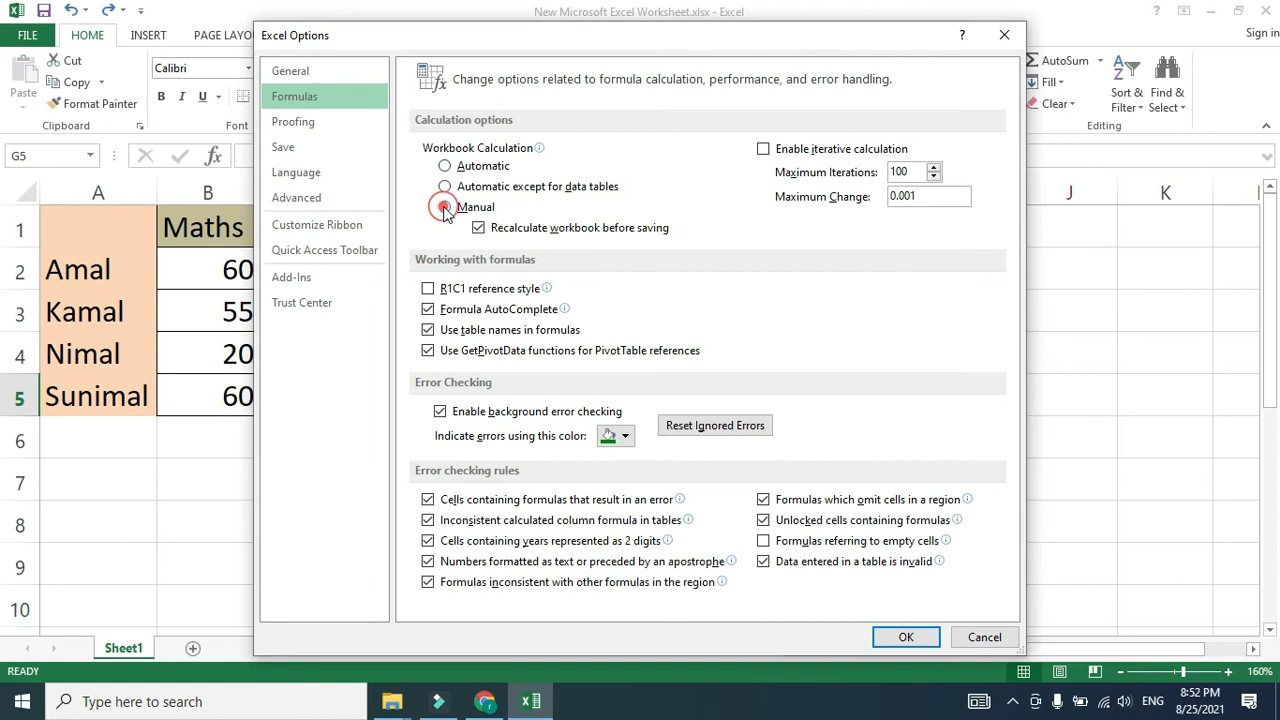 New Microsoft Excel Worksheet.xlsx - Excel
FILE HOME INSERT PAGE LAYO Sign in
Excel Options
Cut
Copy
Format Painter
Paste
Clipboard
Calibri
B I U
Font
AutoSum
Fill
Clear
Sort & Filter
Find & Select
Editing
G5
A B J K
1 Maths
2 Amal 60
3 Kamal 55
4 Nimal 20
5 Sunimal 60
6
7
8
9
10
General
Formulas
Proofing
Save
Language
Advanced
Customize Ribbon
Quick Access Toolbar
Add-Ins
Trust Center
Change options related to formula calculation, performance, and error handling.
Calculation options
Workbook Calculation
Automatic
Automatic except for data tables
Manual
Recalculate workbook before saving
Enable iterative calculation
Maximum Iterations: 100
Maximum Change: 0.001
Working with formulas
R1C1 reference style
Formula AutoComplete
Use table names in formulas
Use GetPivotData functions for PivotTable references
Error Checking
Enable background error checking
Indicate errors using this color:
Reset Ignored Errors
Error checking rules
Cells containing formulas that result in an error
Inconsistent calculated column formula in tables
Cells containing years represented as 2 digits
Numbers formatted as text or preceded by an apostrophe
Formulas inconsistent with other formulas in the region
Formulas which omit cells in a region
Unlocked cells containing formulas
Formulas referring to empty cells
Data entered in a table is invalid
OK Cancel
Sheet1
READY 160%
Type here to search
ENG
8:52 PM
8/25/2021